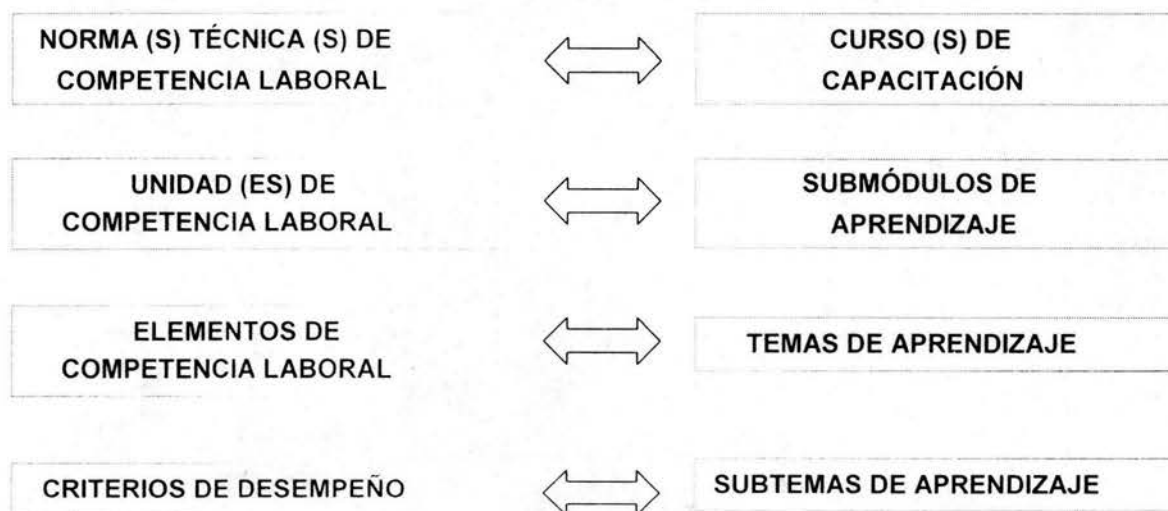 NORMA (S) TÉCNICA (S) DE
COMPETENCIA LABORAL
CURSO (S) DE
CAPACITACIÓN
UNIDAD (ES) DE
COMPETENCIA LABORAL
SUBMÓDULOS DE
APRENDIZAJE
ELEMENTOS DE
COMPETENCIA LABORAL
TEMAS DE APRENDIZAJE
CRITERIOS DE DESEMPEÑO
SUBTEMAS DE APRENDIZAJE